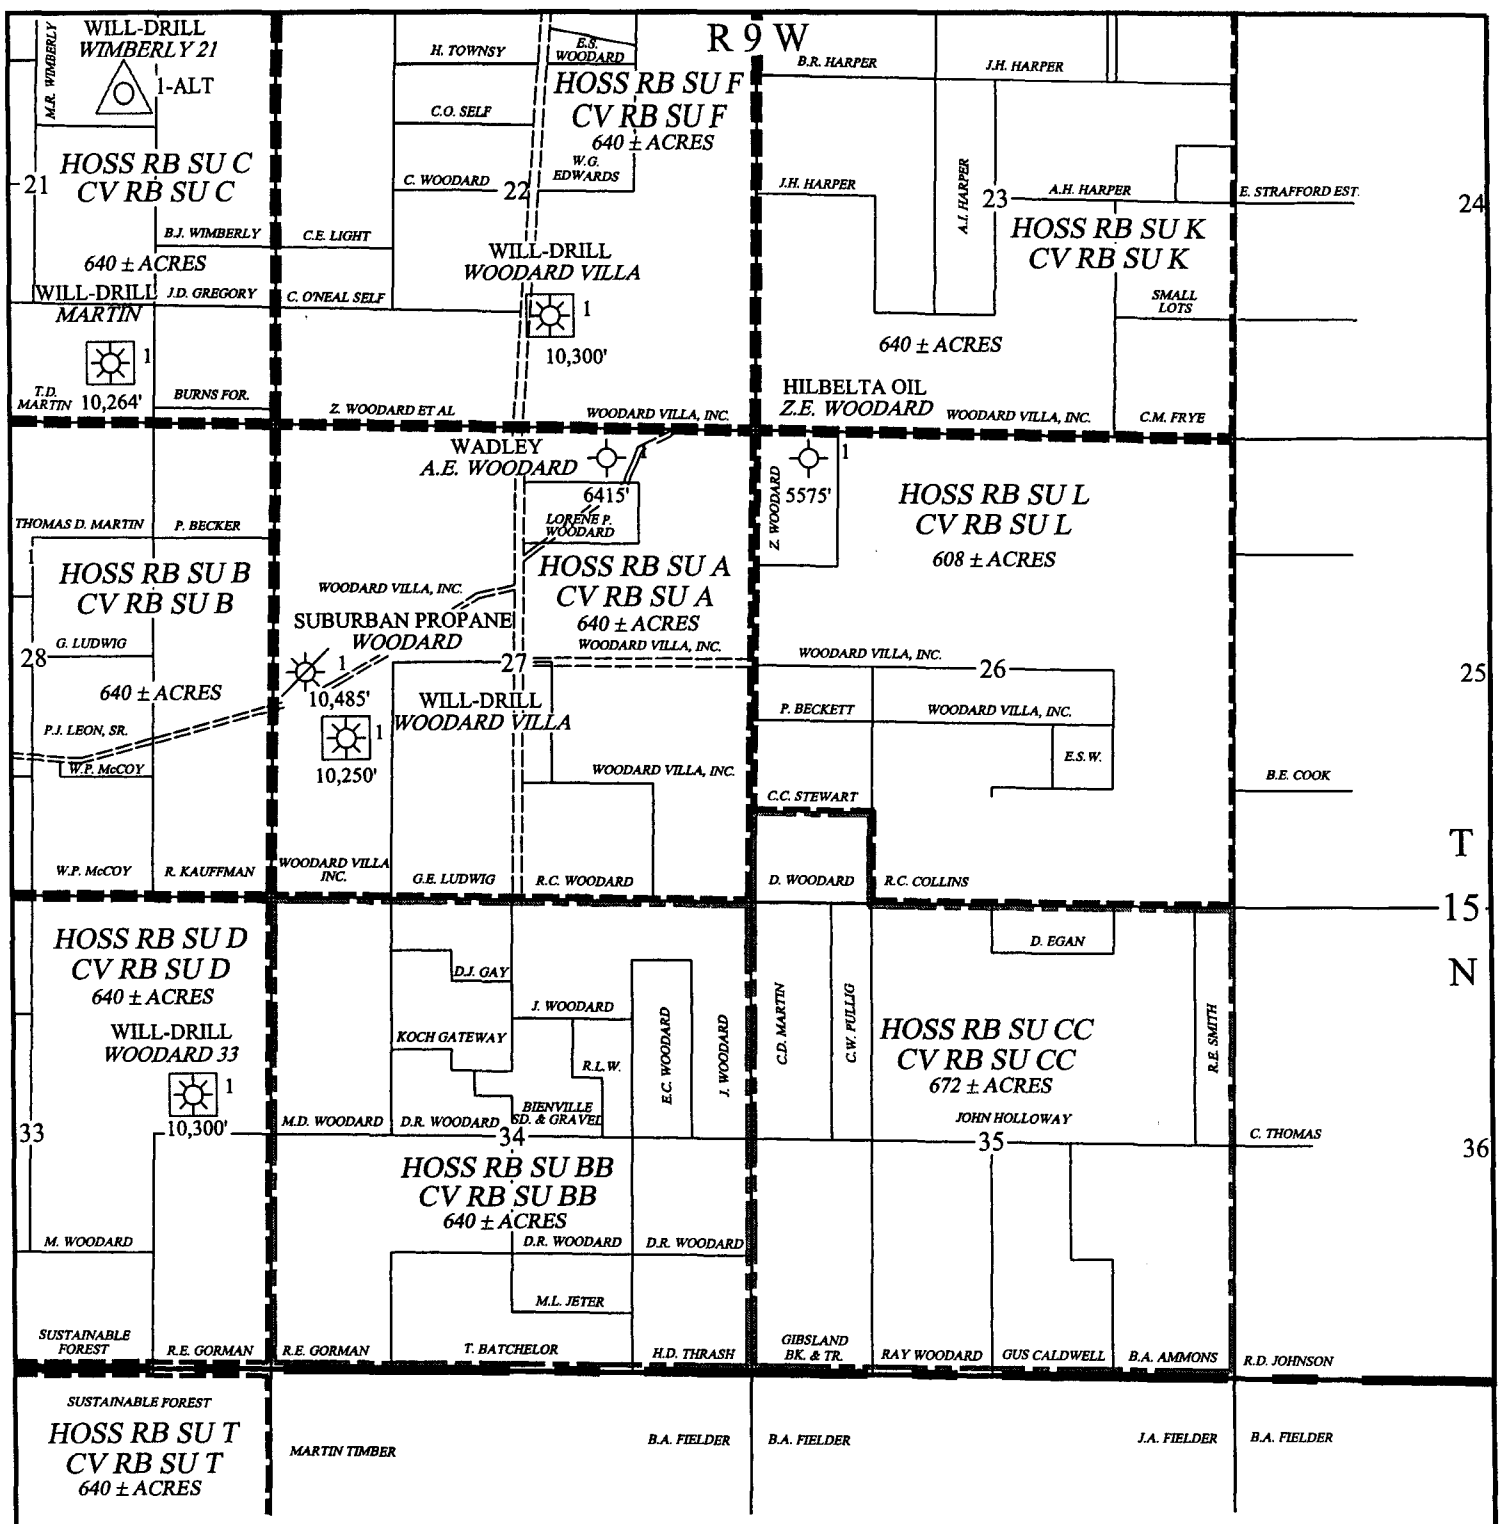 R 9 W
WILL-DRILL
WIMBERLY 21
1-ALT
M.R. WIMBERLY
HOSS RB SU C
CV RB SU C
21
B.J. WIMBERLY
640 ± ACRES
WILL-DRILL
MARTIN
J.D. GREGORY
1
T.D.
MARTIN
10,264'
BURNS FOR.
H. TOWNSY
E.S.
WOODARD
HOSS RB SU F
CV RB SU F
640 ± ACRES
C.O. SELF
W.G.
EDWARDS
C. WOODARD
22
C.E. LIGHT
WILL-DRILL
WOODARD VILLA
C. O'NEAL SELF
1
10,300'
Z. WOODARD ET AL
WOODARD VILLA, INC.
B.R. HARPER
J.H. HARPER
J.H. HARPER
A.J. HARPER
23
A.H. HARPER
HOSS RB SU K
CV RB SU K
SMALL
LOTS
640 ± ACRES
HILBELTA OIL
Z.E. WOODARD
WOODARD VILLA, INC.
C.M. FRYE
E. STRAFFORD EST.
24
THOMAS D. MARTIN
P. BECKER
1
HOSS RB SU B
CV RB SU B
G. LUDWIG
28
640 ± ACRES
P.J. LEON, SR.
W.P. McCOY
W.P. McCOY
R. KAUFFMAN
WADLEY
A.E. WOODARD
1
6415'
LORENE P.
WOODARD
HOSS RB SU A
CV RB SU A
640 ± ACRES
WOODARD VILLA, INC.
SUBURBAN PROPANE
WOODARD
WOODARD VILLA, INC.
1
27
10,485'
WILL-DRILL
WOODARD VILLA
1
10,250'
WOODARD VILLA, INC.
WOODARD VILLA
INC.
G.E. LUDWIG
R.C. WOODARD
1
5575'
Z. WOODARD
HOSS RB SU L
CV RB SU L
608 ± ACRES
WOODARD VILLA, INC.
26
P. BECKETT
WOODARD VILLA, INC.
E.S.W.
C.C. STEWART
D. WOODARD
R.C. COLLINS
25
B.E. COOK
T
15
N
HOSS RB SU D
CV RB SU D
640 ± ACRES
WILL-DRILL
WOODARD 33
1
10,300'
33
M. WOODARD
SUSTAINABLE
FOREST
R.E. GORMAN
D.J. GAY
J. WOODARD
KOCH GATEWAY
R.L.W.
E.C. WOODARD
J. WOODARD
BIENVILLE
SD. & GRAVEL
M.D. WOODARD
D.R. WOODARD
34
HOSS RB SU BB
CV RB SU BB
640 ± ACRES
D.R. WOODARD
D.R. WOODARD
M.L. JETER
R.E. GORMAN
T. BATCHELOR
H.D. THRASH
D. EGAN
C.D. MARTIN
C.W. PULLIG
R.E. SMITH
HOSS RB SU CC
CV RB SU CC
672 ± ACRES
JOHN HOLLOWAY
35
C. THOMAS
36
GIBSLAND
BK. & TR.
RAY WOODARD
GUS CALDWELL
B.A. AMMONS
R.D. JOHNSON
SUSTAINABLE FOREST
HOSS RB SU T
CV RB SU T
640 ± ACRES
MARTIN TIMBER
B.A. FIELDER
B.A. FIELDER
J.A. FIELDER
B.A. FIELDER